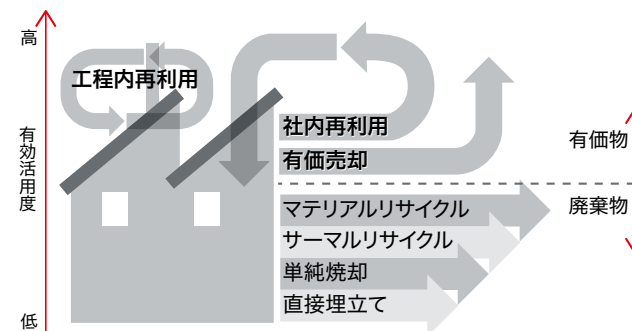 高
工程内再利用
社内再利用
有価売却
有効活用度
有価物
廃棄物
マテリアルリサイクル
サーマルリサイクル
単純焼却
直接埋立て
低